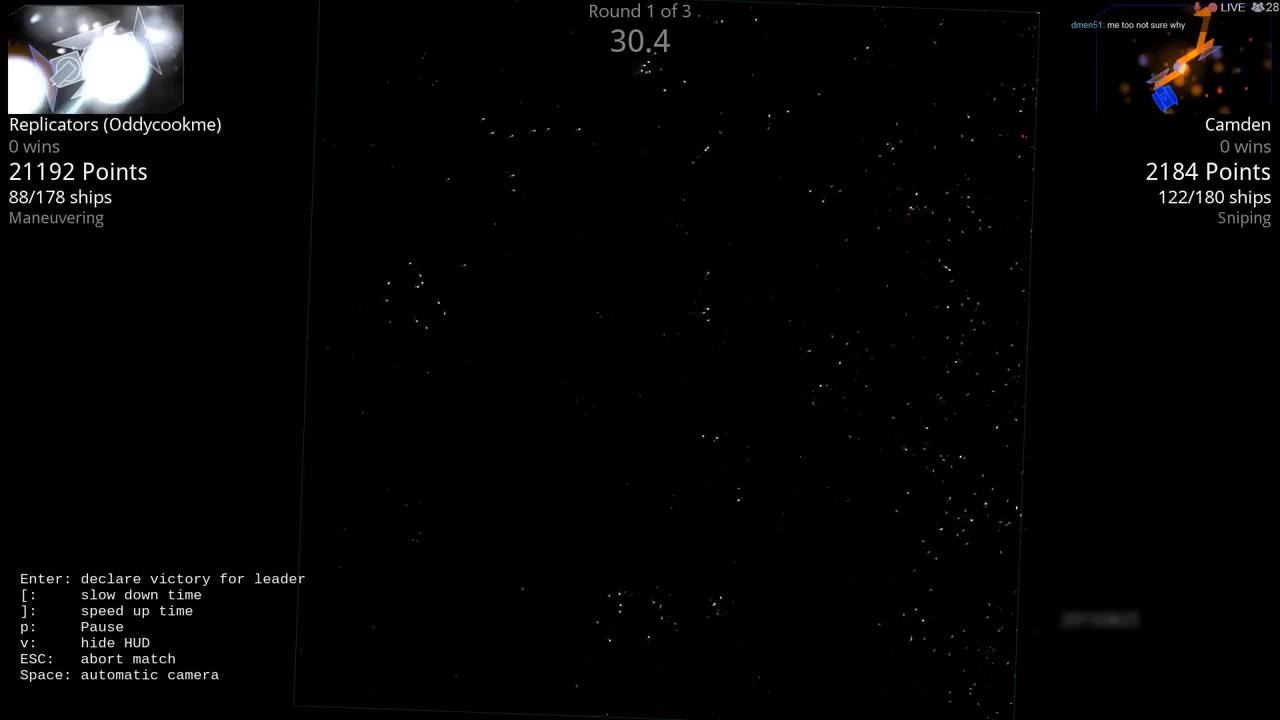 Round 1 of 3
30.4
LIVE 28
dmen51: me too not sure why
Replicators (Oddycookme)
0 wins
21192 Points
88/178 ships
Maneuvering
Camden
0 wins
2184 Points
122/180 ships
Sniping
Enter: declare victory for leader
[: slow down time
]: speed up time
p: Pause
v: hide HUD
ESC: abort match
Space: automatic camera